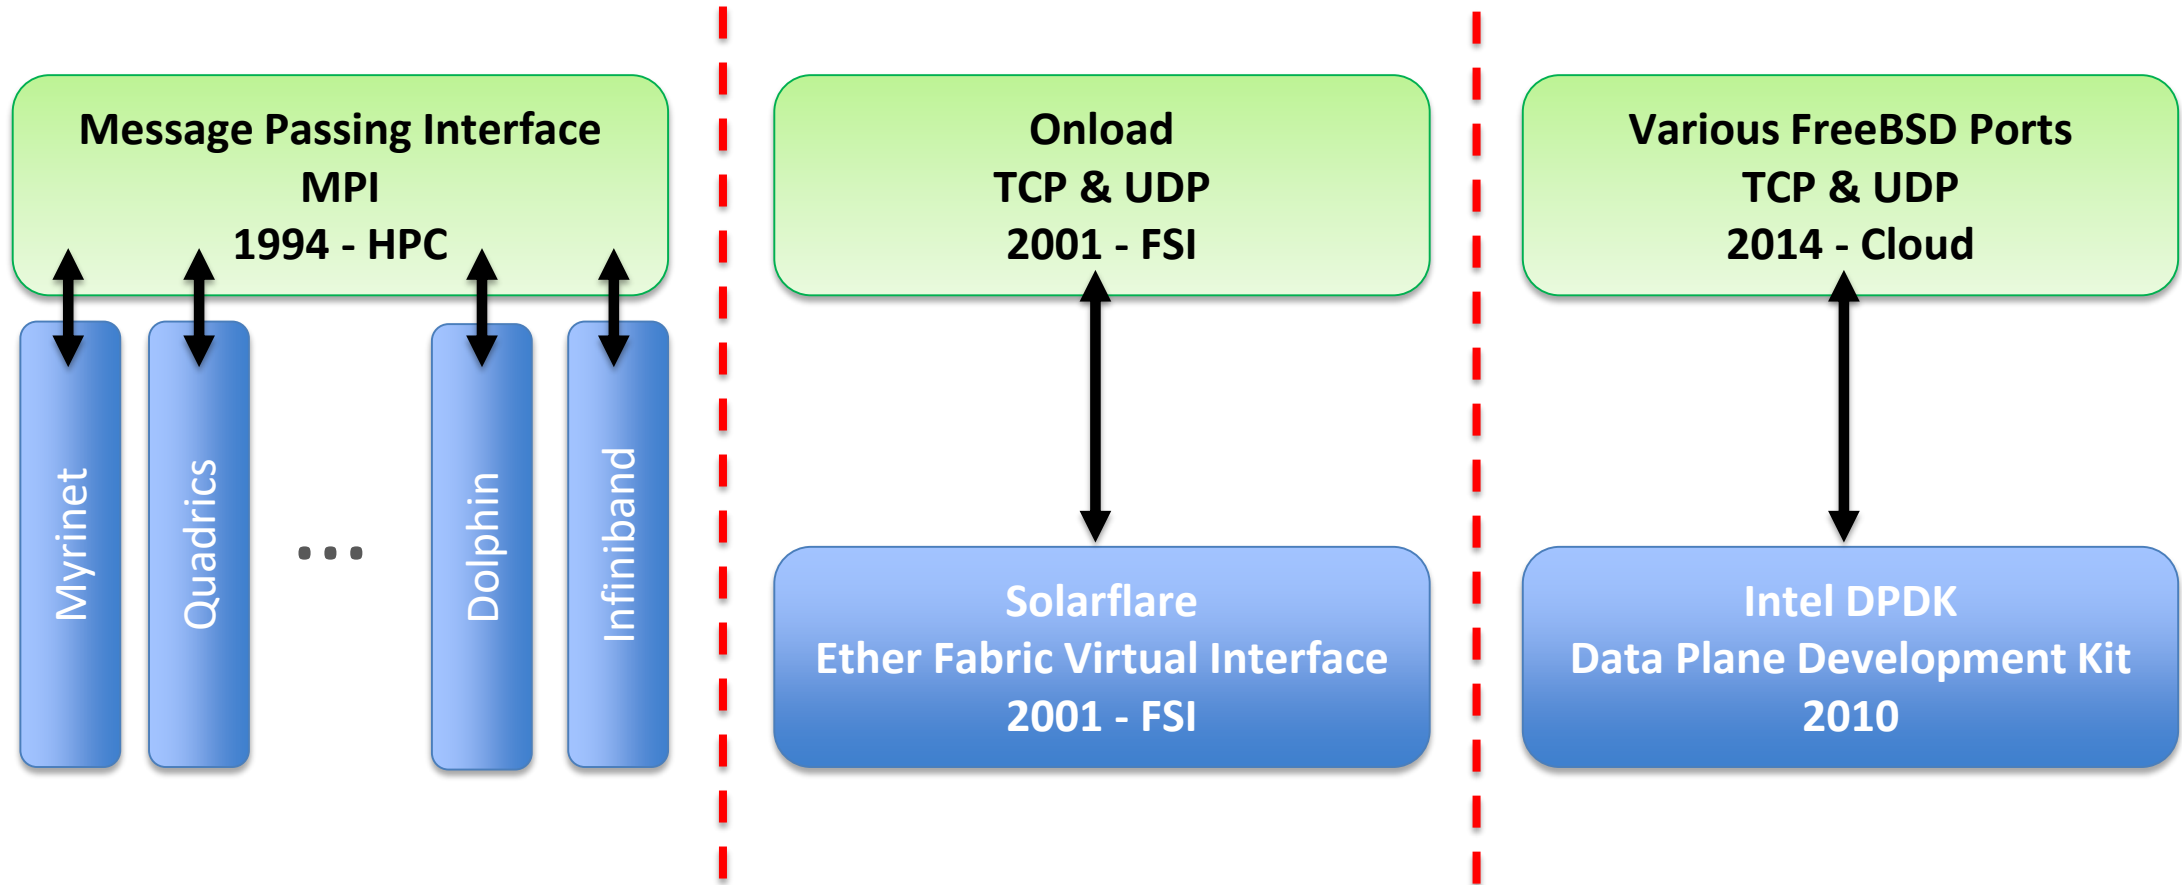 Message Passing Interface
MPI
1994 - HPC
Myrinet
Quadrics
...
Dolphin
Infiniband
Onload
TCP & UDP
2001 - FSI
Solarflare
Ether Fabric Virtual Interface
2001 - FSI
Various FreeBSD Ports
TCP & UDP
2014 - Cloud
Intel DPDK
Data Plane Development Kit
2010